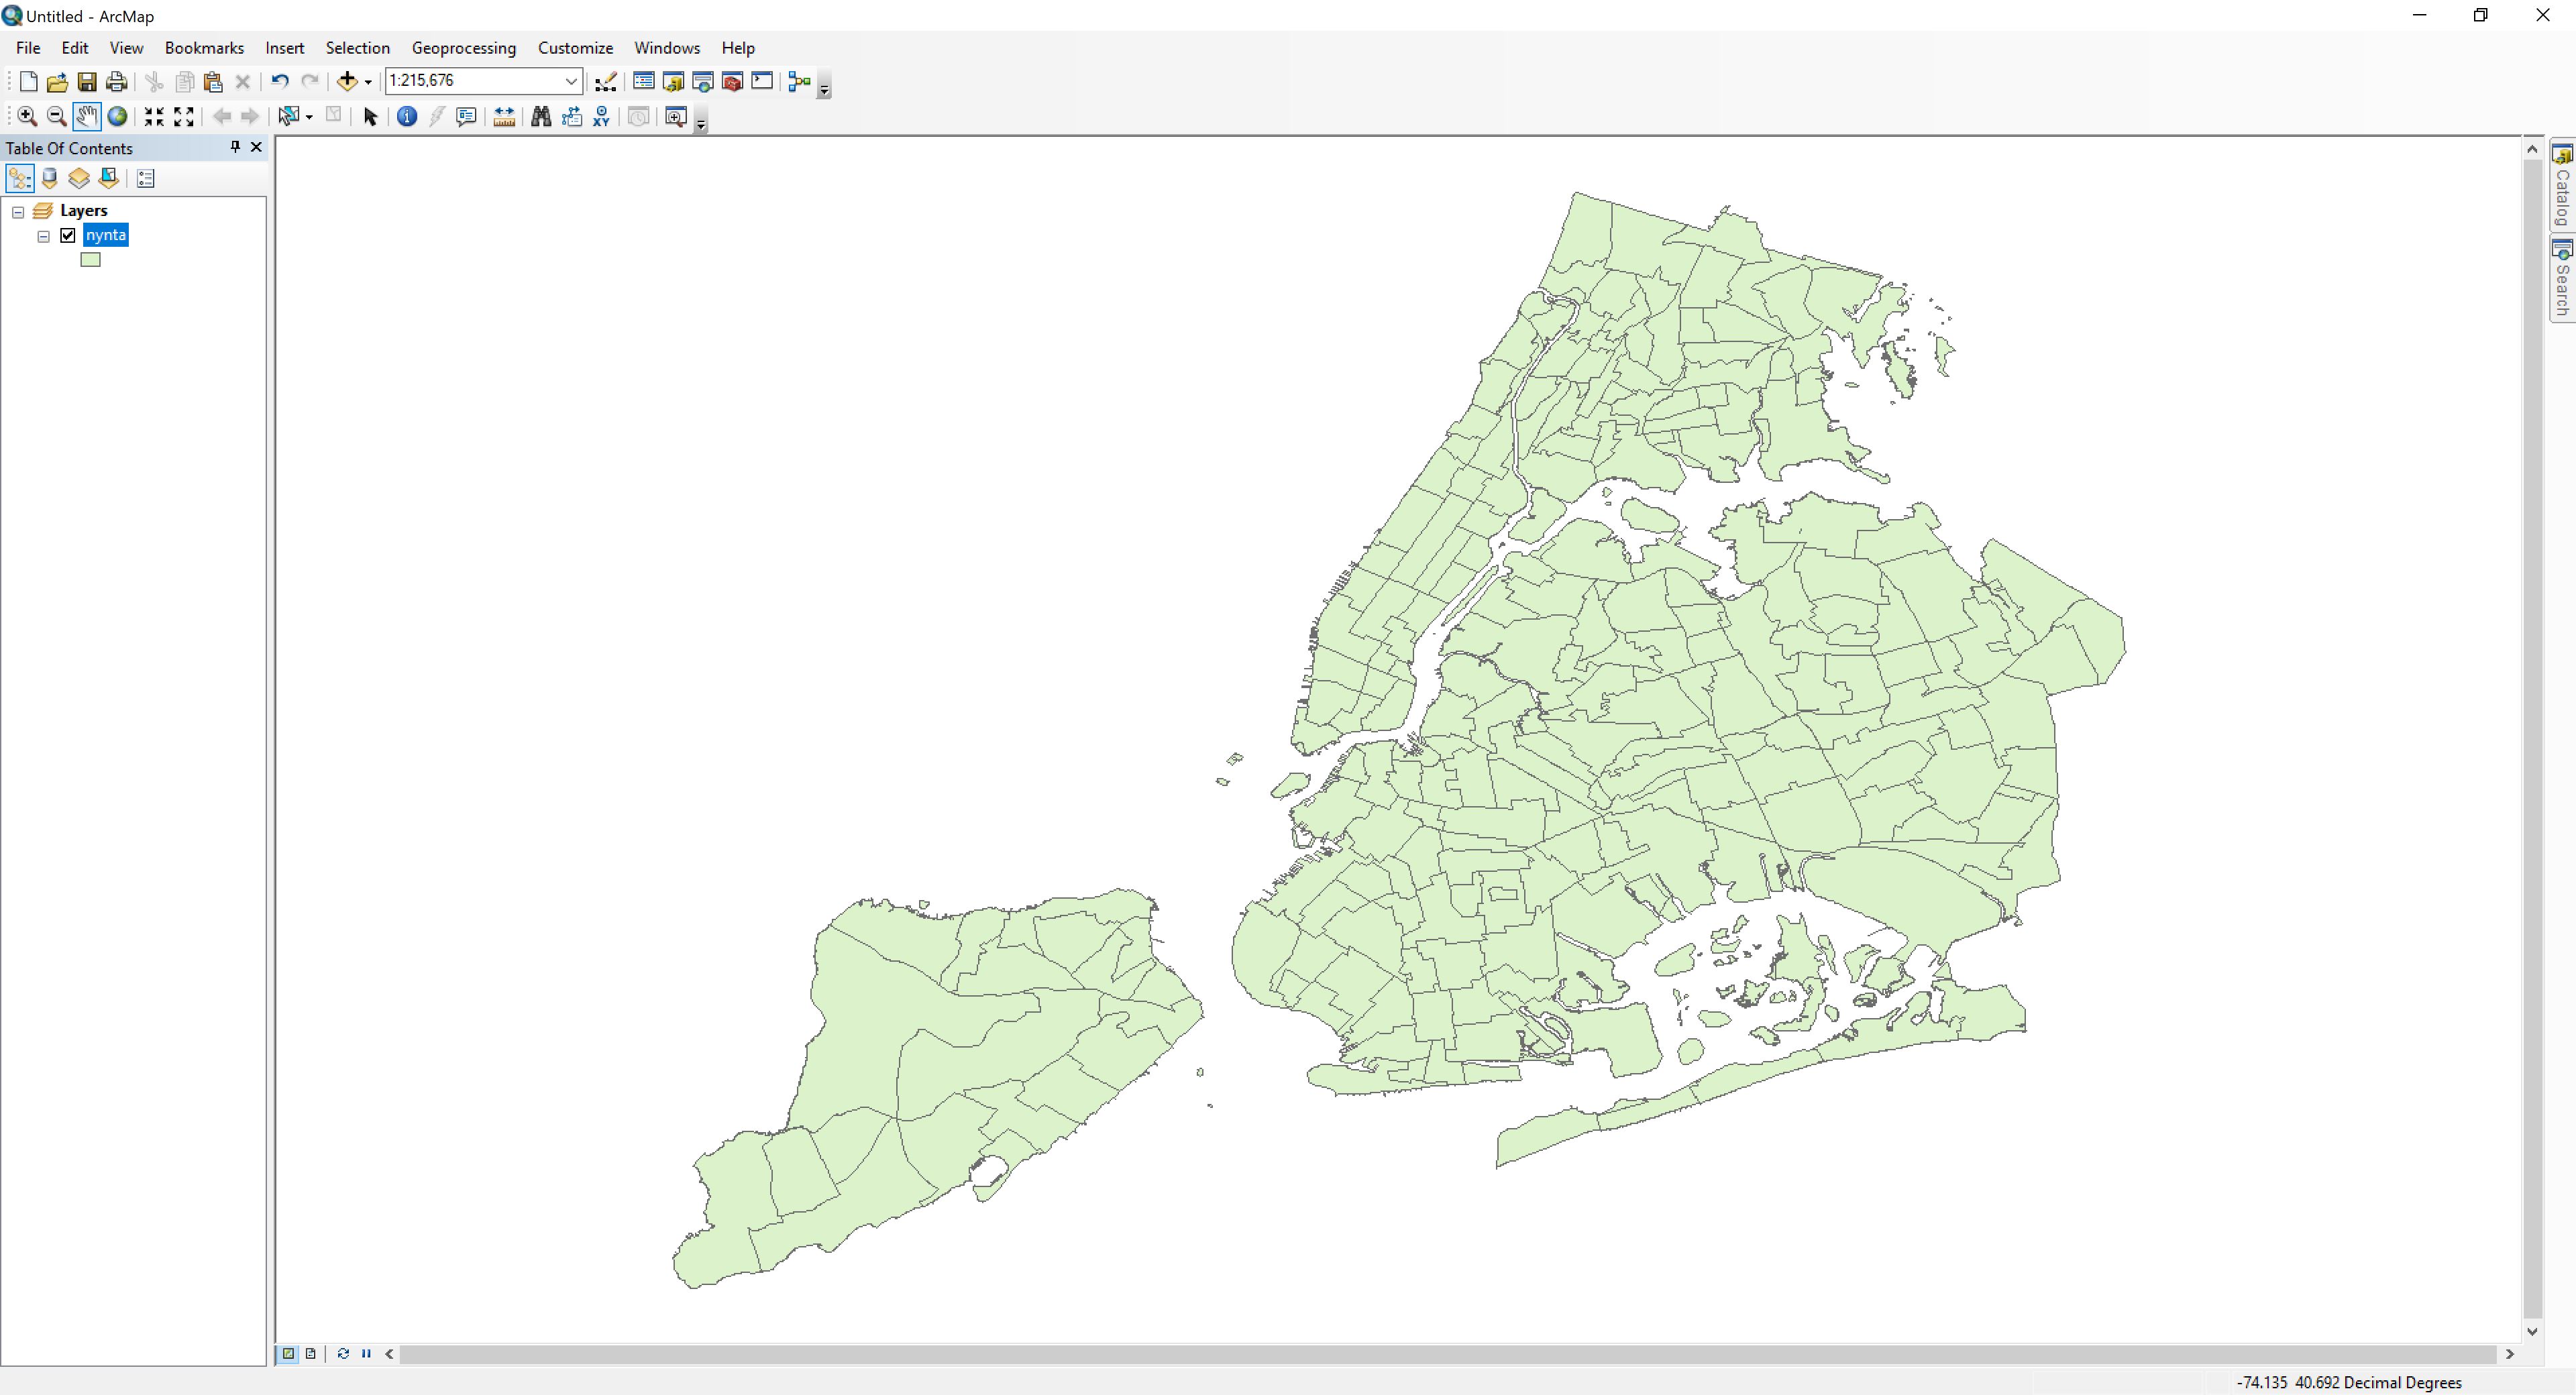 Untitled - ArcMap
File Edit View Bookmarks Insert Selection Geoprocessing Customize Windows Help
1:215,676
XY
Table Of Contents
Layers
nynta
Catalog
Search
-74.135 40.692 Decimal Degrees